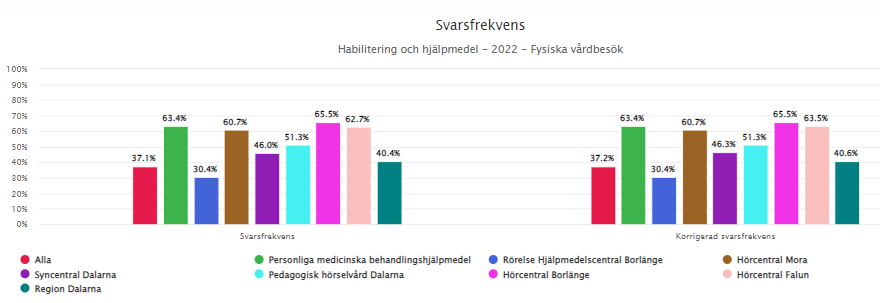 Svarsfrekvens
Habilitering och hjälpmedel - 2022 - Fysiska vårdbesök
100%
90%
80%
70%
60%
50%
40%
30%
20%
10%
0%
37.1% 63.4% 30.4% 60.7% 46.0% 51.3% 65.5% 62.7% 40.4%
37.2% 63.4% 30.4% 60.7% 46.3% 51.3% 65.5% 63.5% 40.6%
Svarsfrekvens Korrigerad svarsfrekvens
Alla Personliga medicinska behandlingshjälpmedel Rörelse Hjälpmedelscentral Borlänge Hörcentral Mora
Syncentral Dalarna Pedagogisk hörselvård Dalarna Hörcentral Borlänge Hörcentral Falun
Region Dalarna